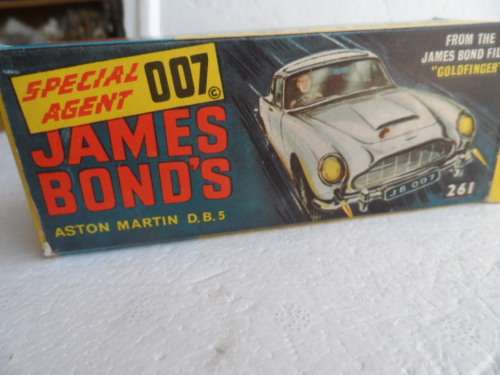 SPECIAL
AGENT
007©
JAMES
BOND'S
ASTON MARTIN D.B.5
FROM THE
JAMES BOND FIL
"GOLDFINGER"
JB 007
261